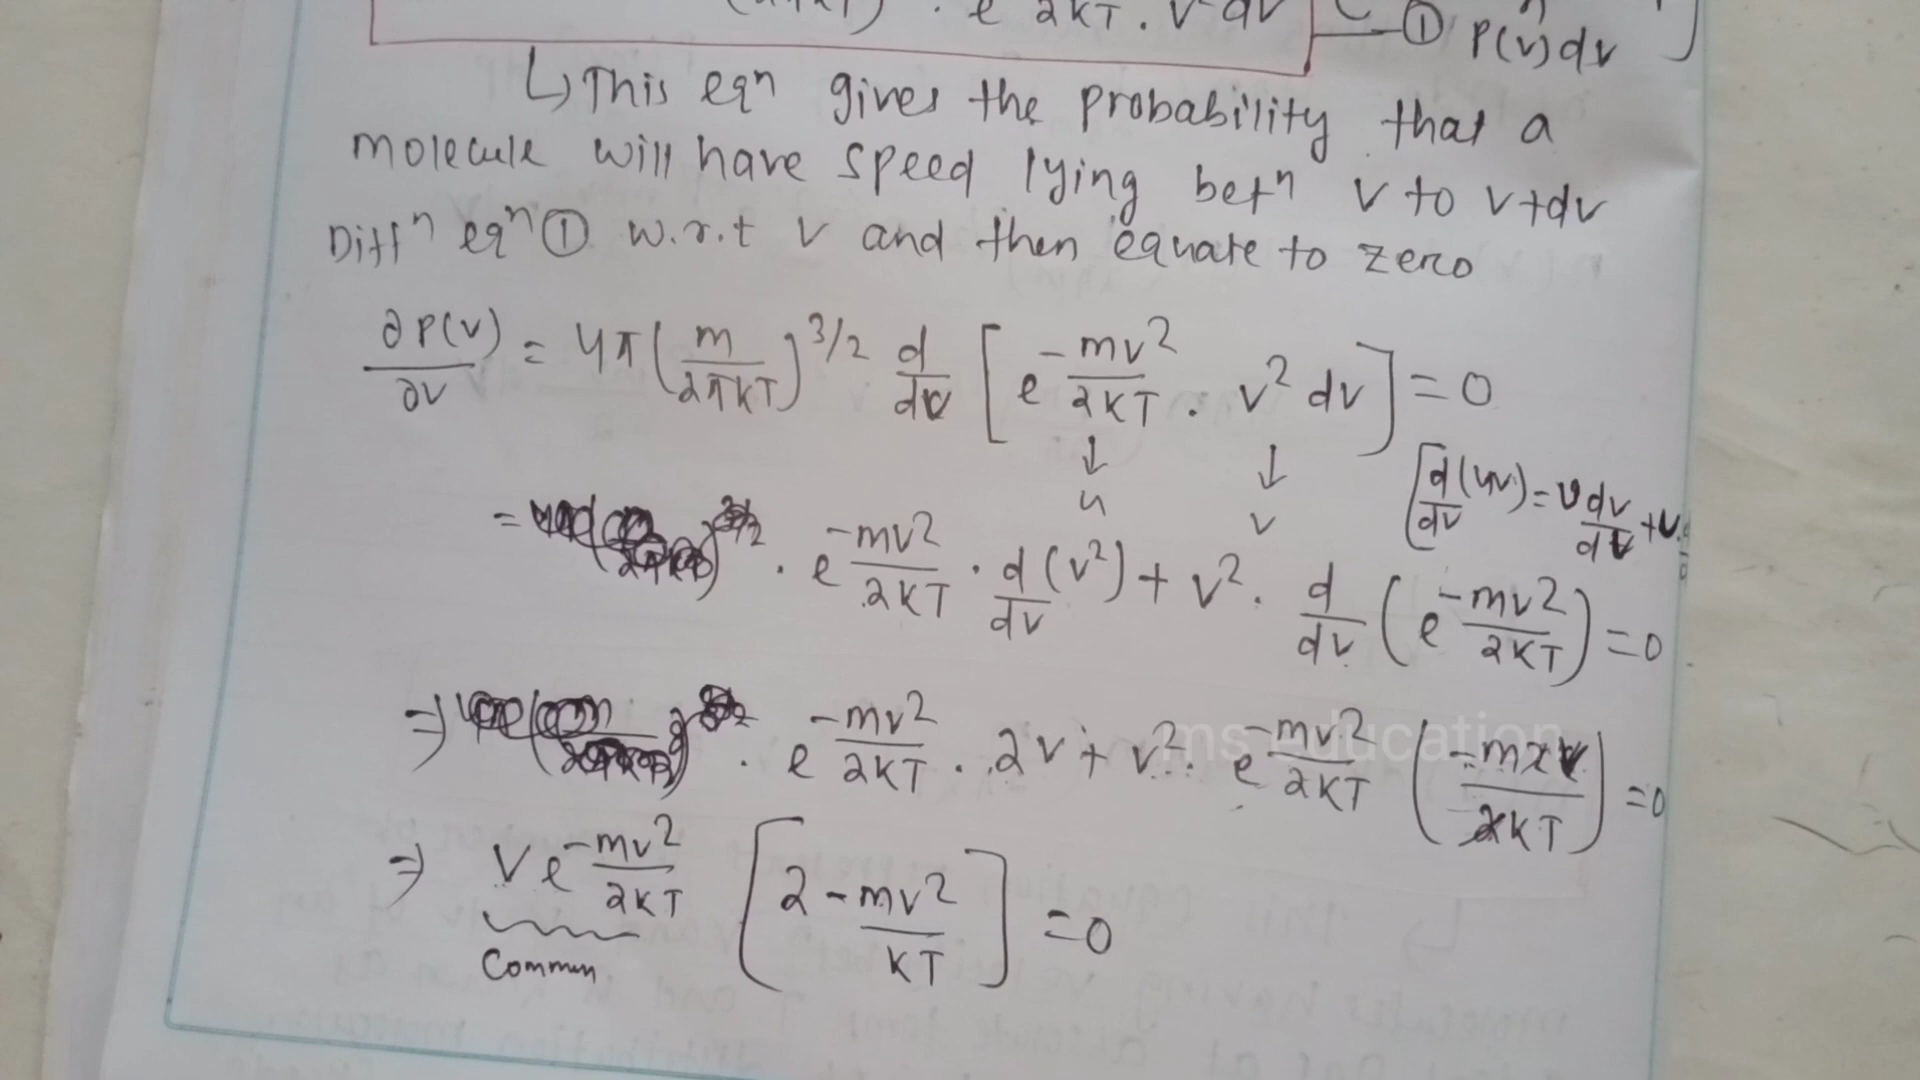 · e 2KT . v² dv ① P(v)dv
↳ This eqⁿ gives the probability that a
molecule will have speed lying betⁿ v to v+dv
Diffⁿ eqⁿ ① w.r.t v and then equate to zero
∂P(v)/∂v = 4π(m/2πKT)^3/2 d/dv [e^-mv²/2KT . v² dv] = 0
↓ ↓
u v
[d/dv(uv) = u dv/dv + v.
= . e^-mv²/2KT . d/dv(v²) + v² . d/dv(e^-mv²/2KT) = 0
⇒ . e^-mv²/2KT . 2v + v² . e^-mv²/2KT (-m2v/2KT) = 0
ms education
⇒ v e^-mv²/2KT [2 - mv²/KT] = 0
Common